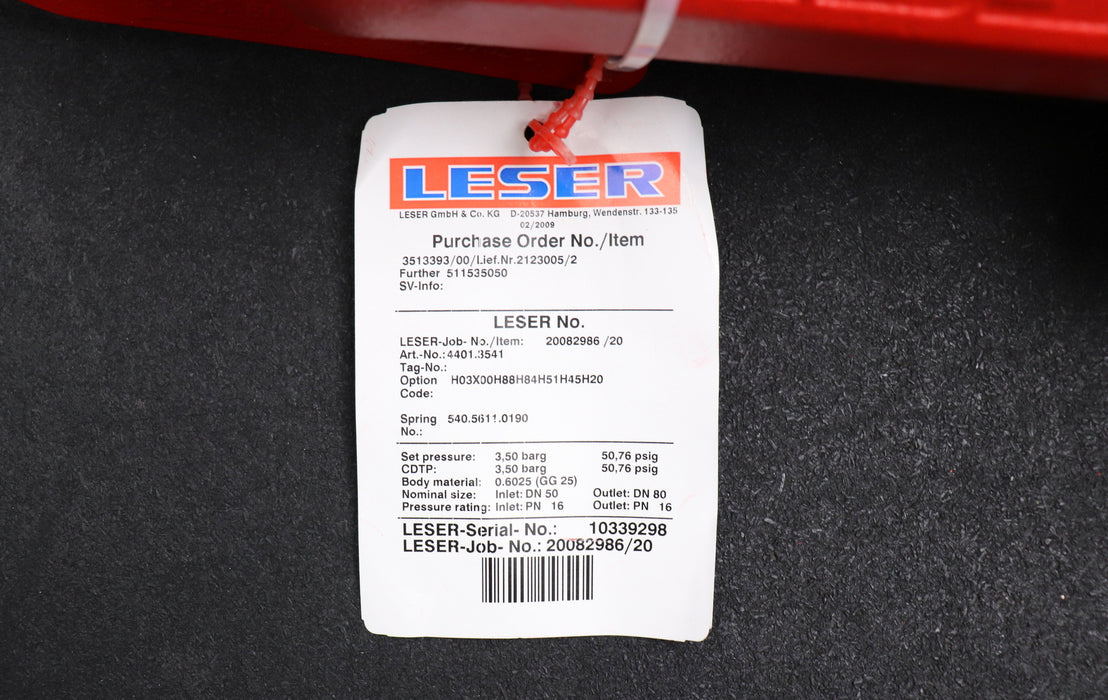 LESER
LESER GmbH & Co. KG D-20537 Hamburg, Wendenstr. 133-135
02/2009
Purchase Order No./Item
3513393/00/Lief.Nr.2123005/2
Further 511535050
SV-Info:
LESER No.
LESER-Job- No./Item: 20082986 /20
Art.-No.: 4401.3541
Tag-No.:
Option H03X00H88H84H51H45H20
Code:
Spring 540.5611.0190
No.:
Set pressure: 3,50 barg 50,76 psig
CDTP: 3,50 barg 50,76 psig
Body material: 0.6025 (GG 25)
Nominal size: Inlet: DN 50 Outlet: DN 80
Pressure rating: Inlet: PN 16 Outlet: PN 16
LESER-Serial- No.: 10339298
LESER-Job- No.: 20082986/20